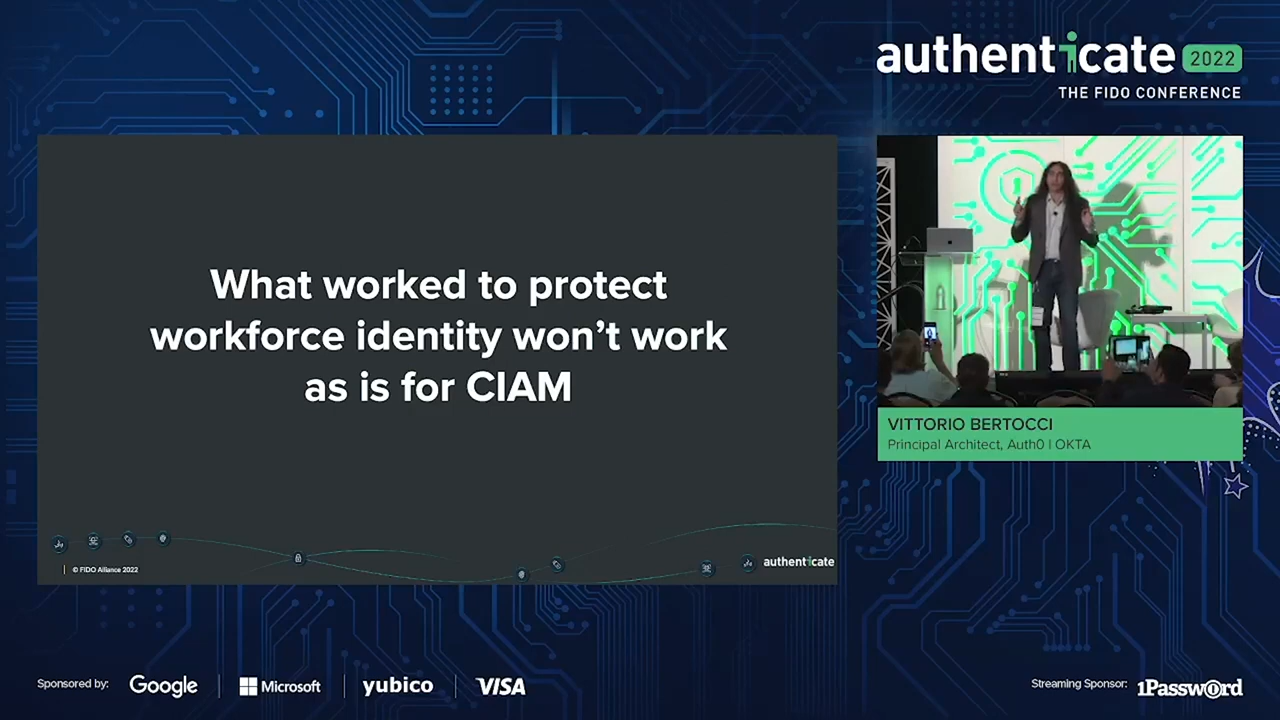 authenticate 2022
THE FIDO CONFERENCE
What worked to protect
workforce identity won’t work
as is for CIAM
© FIDO Alliance 2022
authenticate
VITTORIO BERTOCCI
Principal Architect, Auth0 | OKTA
Sponsored by:
Google
Microsoft
yubico
VISA
Streaming Sponsor:
1Password